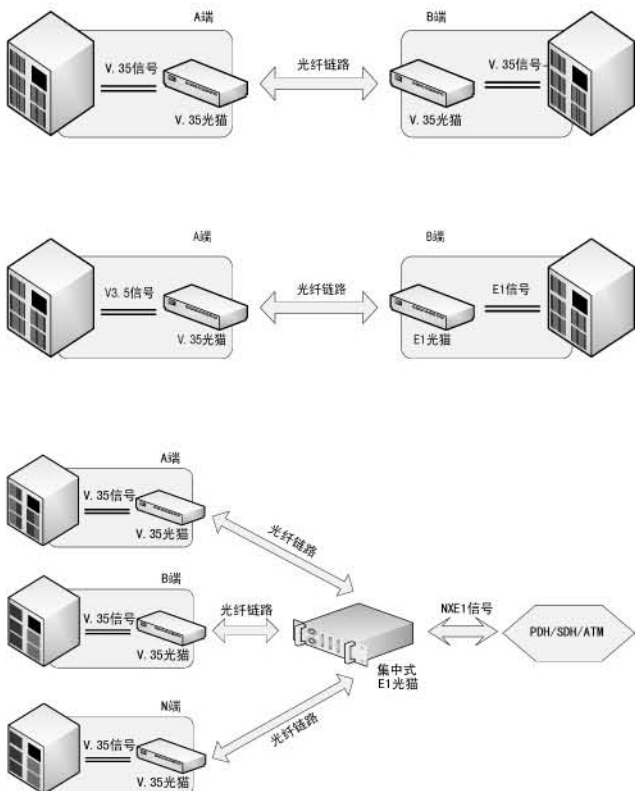 A端
B端
V.35信号
光纤链路
V.35信号
V.35光猫
V.35光猫
A端
B端
V3.5信号
光纤链路
E1信号
V.35光猫
E1光猫
A端
V.35信号
V.35光猫
光纤链路
B端
V.35信号
光纤链路
V.35光猫
NXE1信号
PDH/SDH/ATM
集中式
E1光猫
N端
光纤链路
V.35信号
V.35光猫